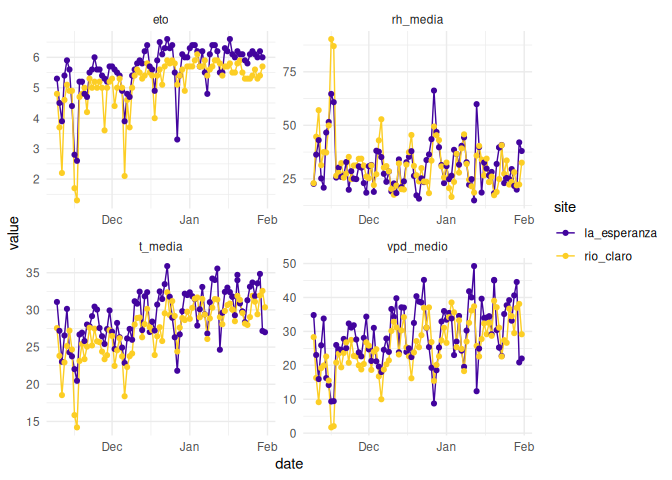 eto
rh_media
6
5
4
3
2
75
50
25
Dec
Jan
Feb
Dec
Jan
Feb
t_media
vpd_medio
35
30
25
20
15
50
40
30
20
10
0
Dec
Jan
Feb
Dec
Jan
Feb
value
date
site
la_esperanza
rio_claro